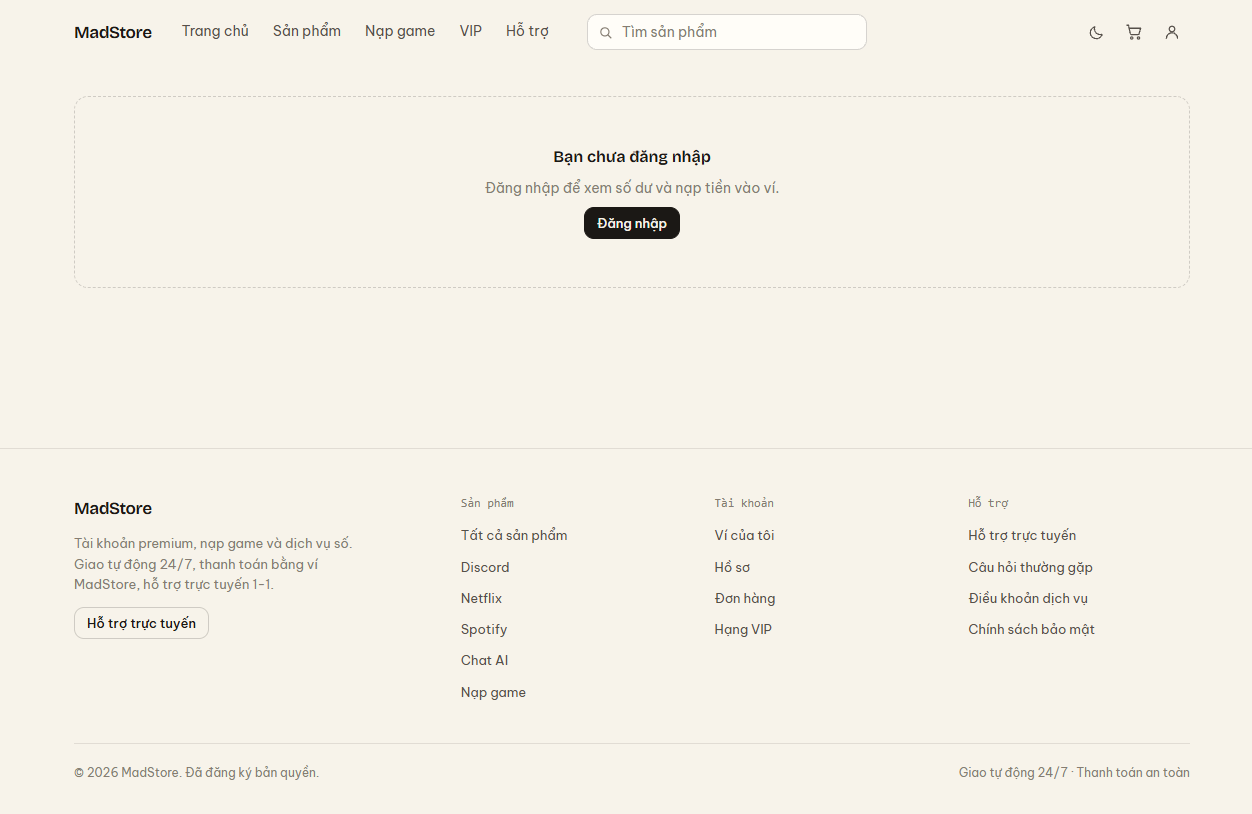 MadStore
Trang chủ
Sản phẩm
Nạp game
VIP
Hỗ trợ
Tìm sản phẩm
Bạn chưa đăng nhập
Đăng nhập để xem số dư và nạp tiền vào ví.
Đăng nhập
MadStore
Tài khoản premium, nạp game và dịch vụ số.
Giao tự động 24/7, thanh toán bằng ví
MadStore, hỗ trợ trực tuyến 1-1.
Hỗ trợ trực tuyến
Sản phẩm
Tất cả sản phẩm
Discord
Netflix
Spotify
Chat AI
Nạp game
Tài khoản
Ví của tôi
Hồ sơ
Đơn hàng
Hạng VIP
Hỗ trợ
Hỗ trợ trực tuyến
Câu hỏi thường gặp
Điều khoản dịch vụ
Chính sách bảo mật
© 2026 MadStore. Đã đăng ký bản quyền.
Giao tự động 24/7 · Thanh toán an toàn